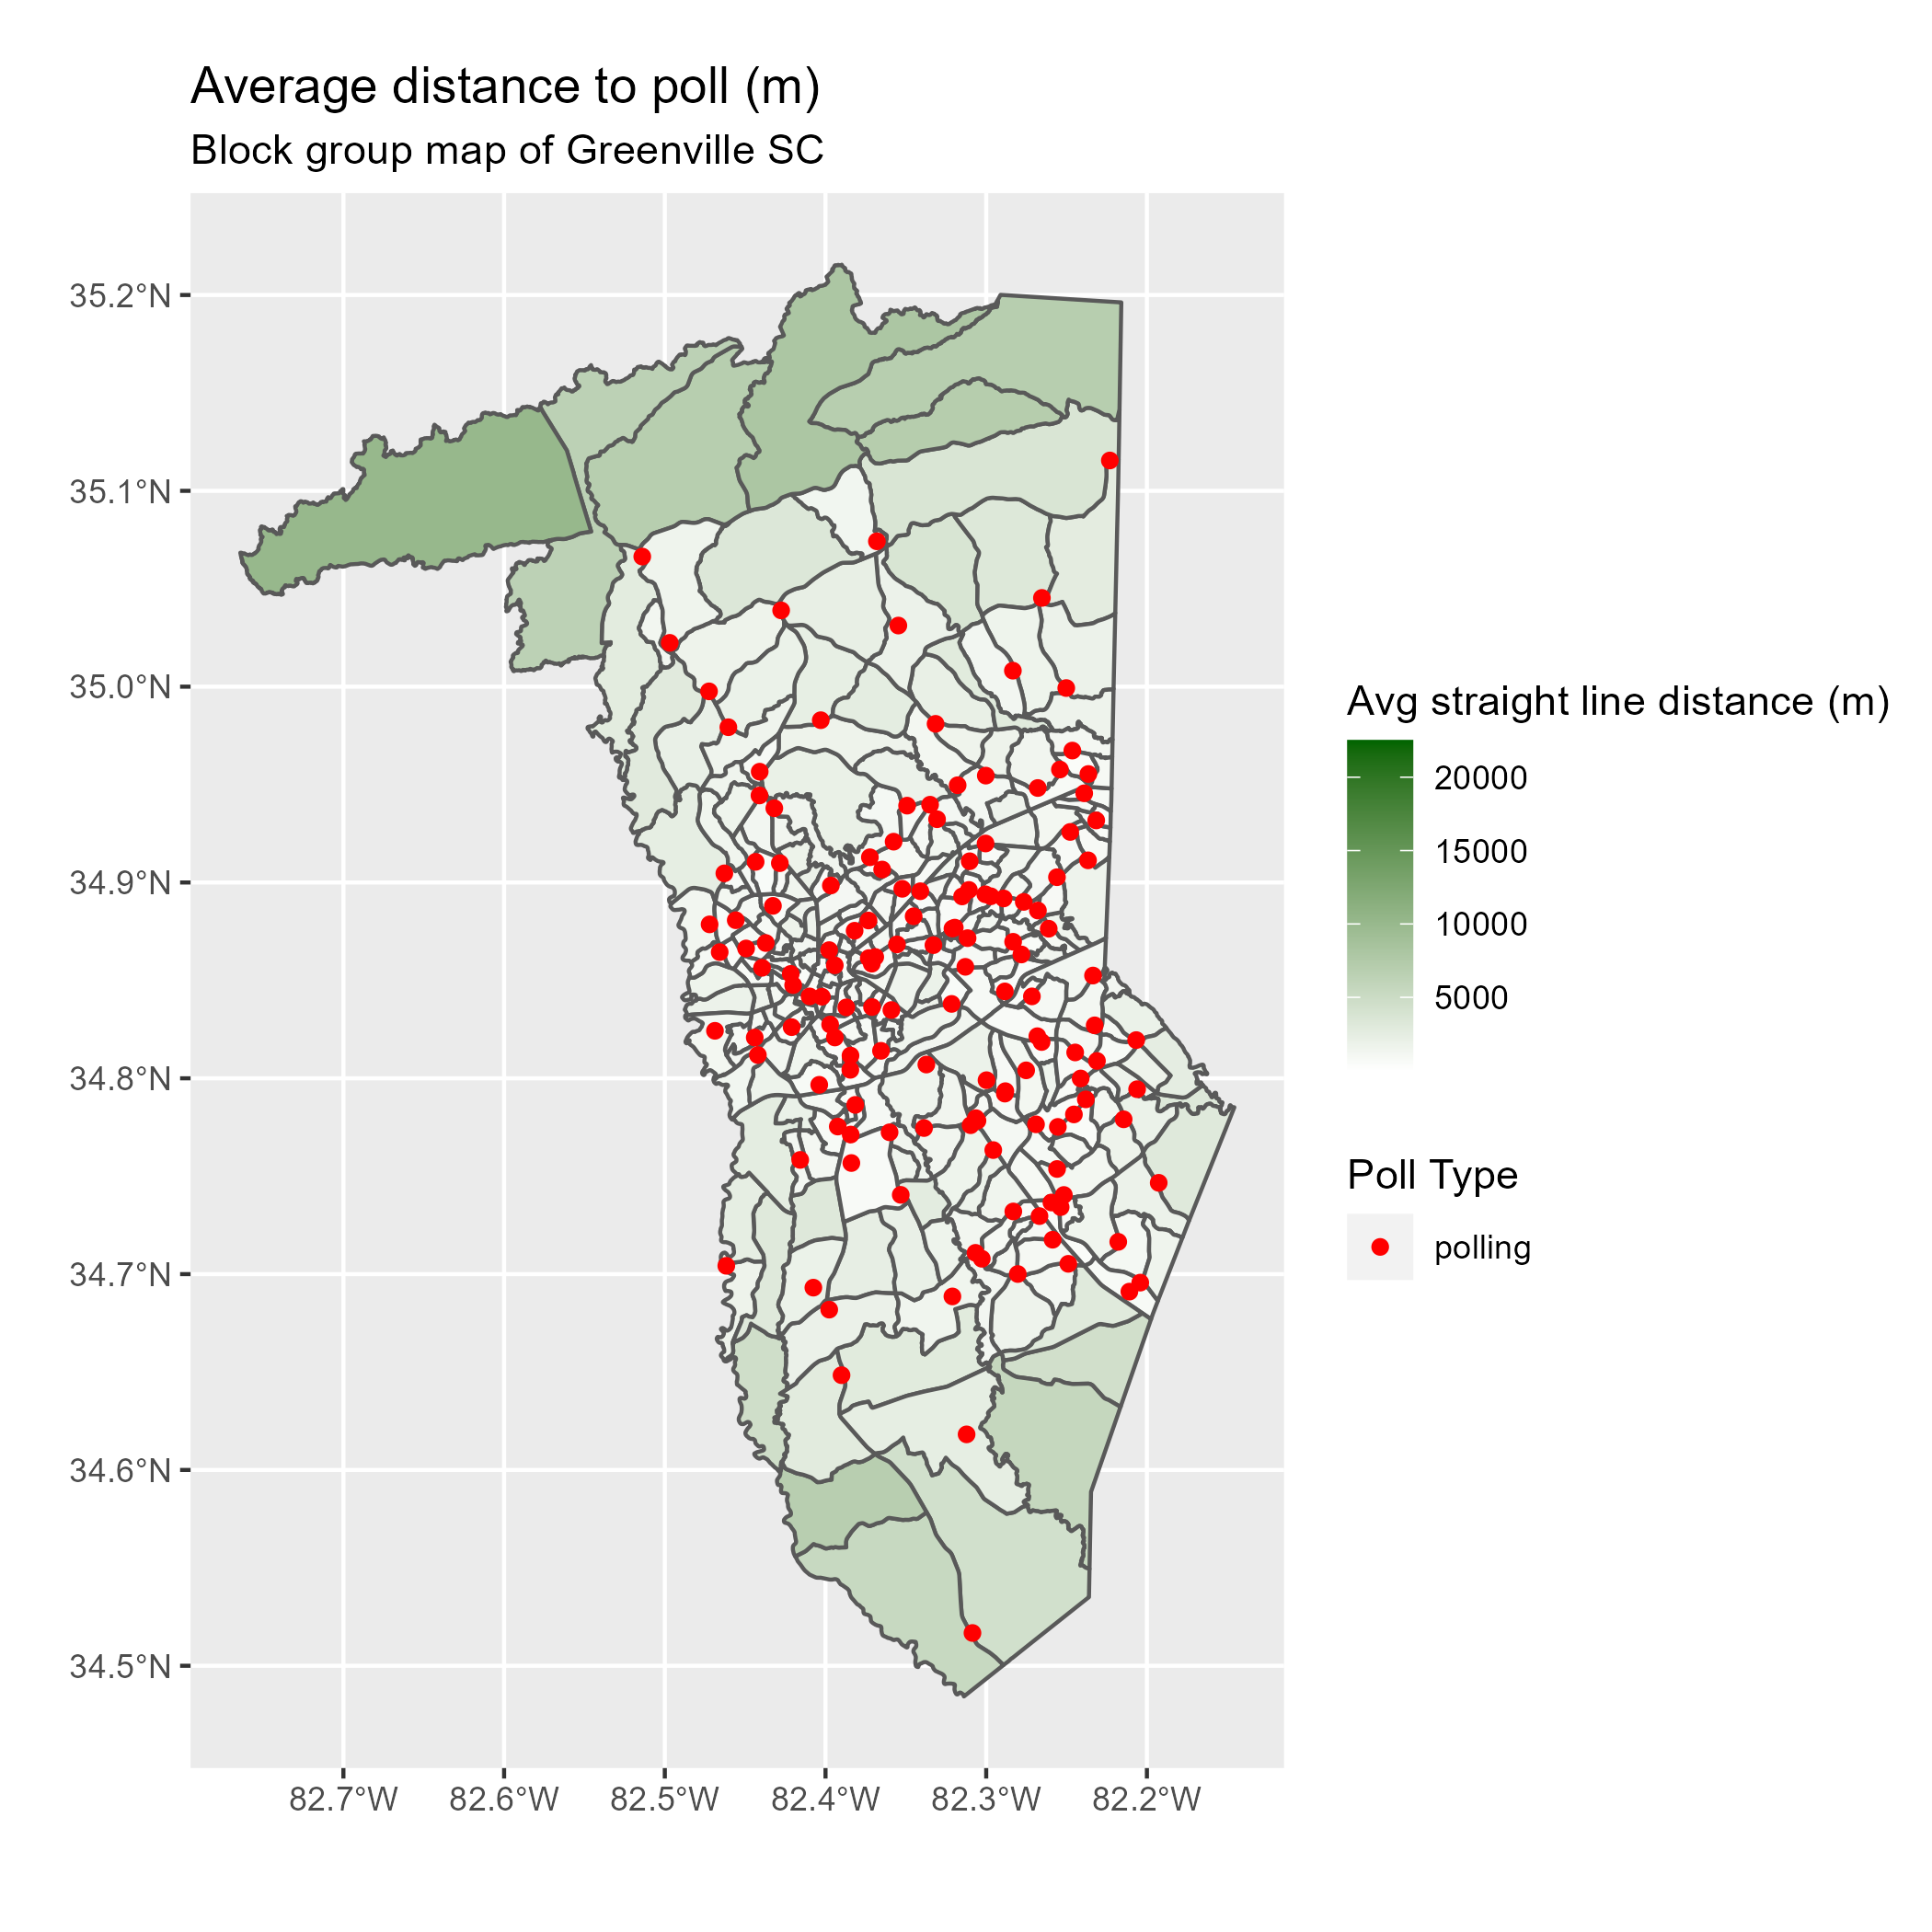 Average distance to poll (m)
Block group map of Greenville SC
35.2°N
35.1°N
35.0°N
34.9°N
34.8°N
34.7°N
34.6°N
34.5°N
82.7°W
82.6°W
82.5°W
82.4°W
82.3°W
82.2°W
Avg straight line distance (m)
20000
15000
10000
5000
Poll Type
polling